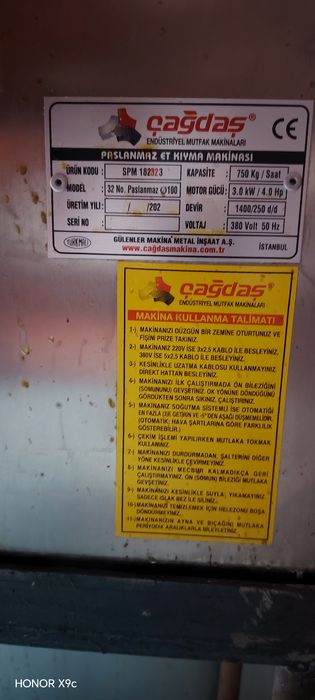 çağdaş®
ENDÜSTRİYEL MUTFAK MAKİNALARI
CE
PASLANMAZ ET KIYMA MAKİNASI
ÜRÜN KODU : SPM 182323 KAPASİTE : 750 Kg / Saat
MODEL : 32 No. Paslanmaz Ø100 MOTOR GÜCÜ : 3.0 kW / 4.0 Hp
ÜRETİM YILI : / /202 DEVİR : 1400/250 d/d
SERİ NO : VOLTAJ : 380 Volt 50 Hz
TÜRK MALI GÜLENLER MAKİNA METAL İNŞAAT A.Ş.
www.cagdasmakina.com.tr İSTANBUL
çağdaş®
ENDÜSTRİYEL MUTFAK MAKİNALARI
MAKİNA KULLANMA TALİMATI
1-) MAKİNANIZI DÜZGÜN BİR ZEMİNE OTURTUNUZ VE
FİŞİNİ PRİZE TAKINIZ.
2-) MAKİNANIZ 220V İSE 3x2,5 KABLO İLE BESLEYİNİZ,
380V İSE 5x2,5 KABLO İLE BESLEYİNİZ.
3-) KESİNLİKLE UZATMA KABLOSU KULLANMAYINIZ,
DİREKT HATTAN BESLEYİNİZ.
4-) MAKİNANIZI İLK ÇALIŞTIRMADA ÖN BİLEZİĞİNİ
(SOMUNUNU) GEVŞETİNİZ. OK YÖNÜNE DÖNDÜĞÜNÜ
GÖRDÜKTEN SONRA SIKINIZ, ÇALIŞTIRINIZ.
5-) MAKİNANIZ SOĞUTMA SİSTEMLİ İSE OTOMATİĞİ
EN FAZLA GETİRİN VE -5°DEN AŞAĞI DÜŞMEMELİDİR.
(OTOMATİK; HAVA ŞARTLARINA GÖRE FARKLILIK
GÖSTEREBİLİR.)
6-) ÇEKİM İŞLEMİ YAPILIRKEN MUTLAKA TOKMAK
KULLANINIZ.
7-) MAKİNANIZI DURDURMADAN, ŞALTERİNİ DİĞER
YÖNE KESİNLİKLE ÇEVİRMEYİNİZ.
8-) MAKİNANIZI MECBUR KALMADIKÇA GERİ
ÇALIŞTIRMAYINIZ. ÖN (SOMUN) BİLEZİĞİ MUTLAKA
GEVŞETİNİZ.
9-) MAKİNANIZI KESİNLİKLE SUYLA, YIKAMAYINIZ.
SADECE ISLAK BEZ İLE SİLİNİZ.
10-) MAKİNANIZI TEMİZLEMEK İÇİN HELEZONU BOŞA
DÖNDÜRMEYİNİZ.
11-) MAKİNANIZIN AYNA VE BIÇAĞINI MUTLAKA
PERİYODİK ARALIKLARLA BİLEYLETİNİZ.
HONOR X9c